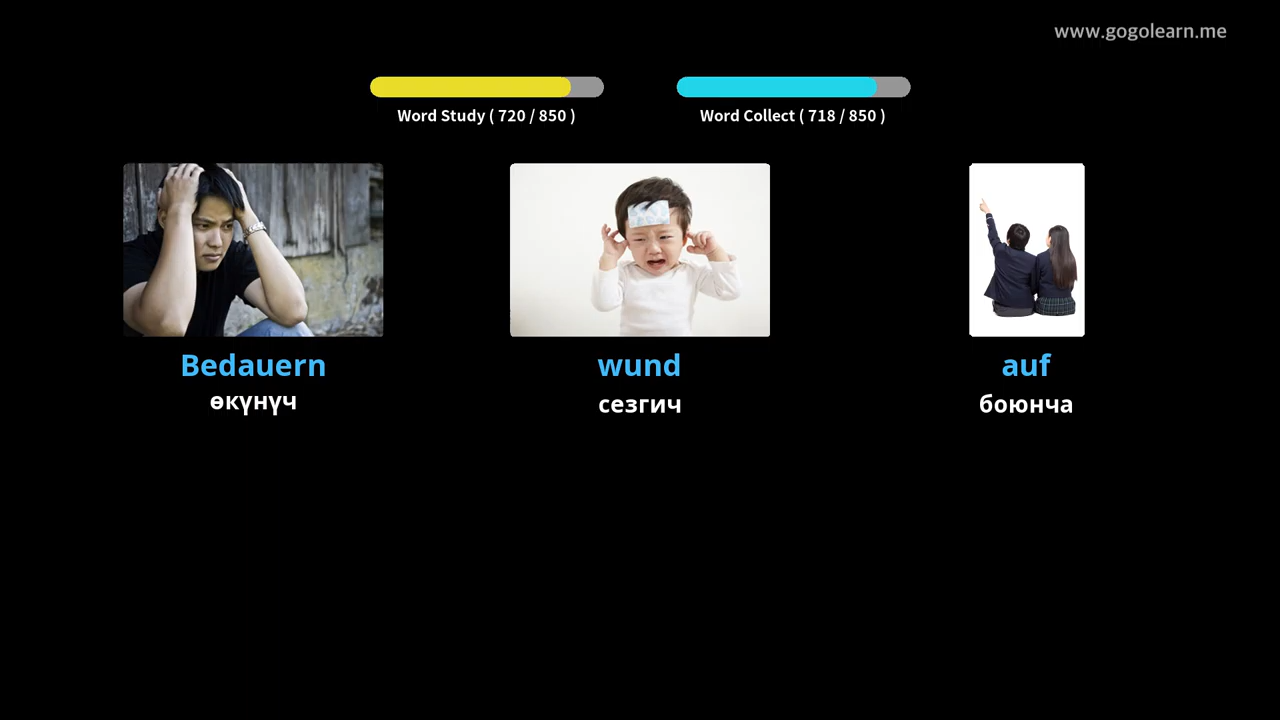 www.gogolearn.me
Word Study ( 720 / 850 )
Word Collect ( 718 / 850 )
Bedauern
өкүнүч
wund
сезгич
auf
боюнча